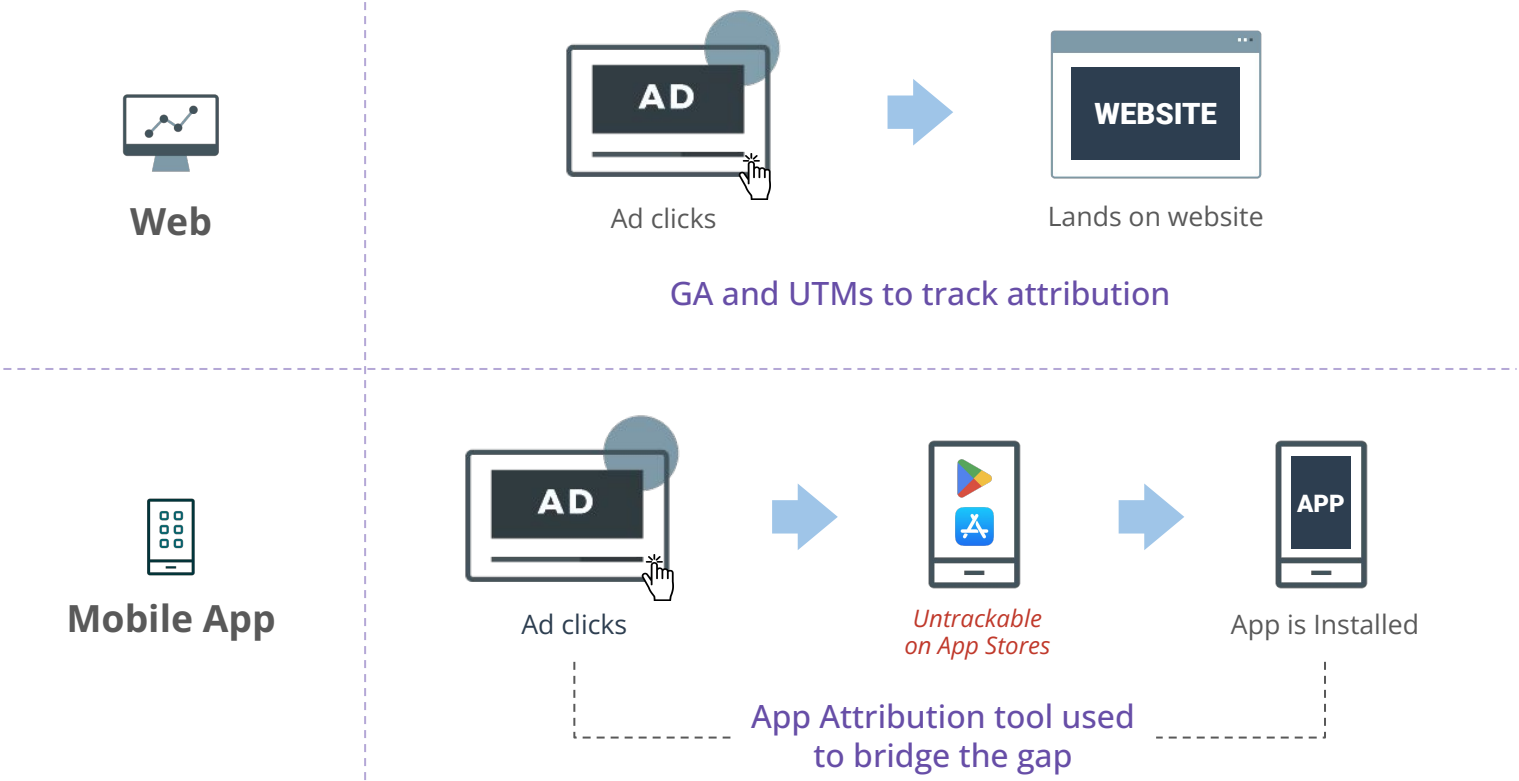 AD
WEBSITE
Web
Ad clicks
Lands on website
GA and UTMs to track attribution
AD
APP
Mobile App
Ad clicks
Untrackable
on App Stores
App is Installed
App Attribution tool used
to bridge the gap